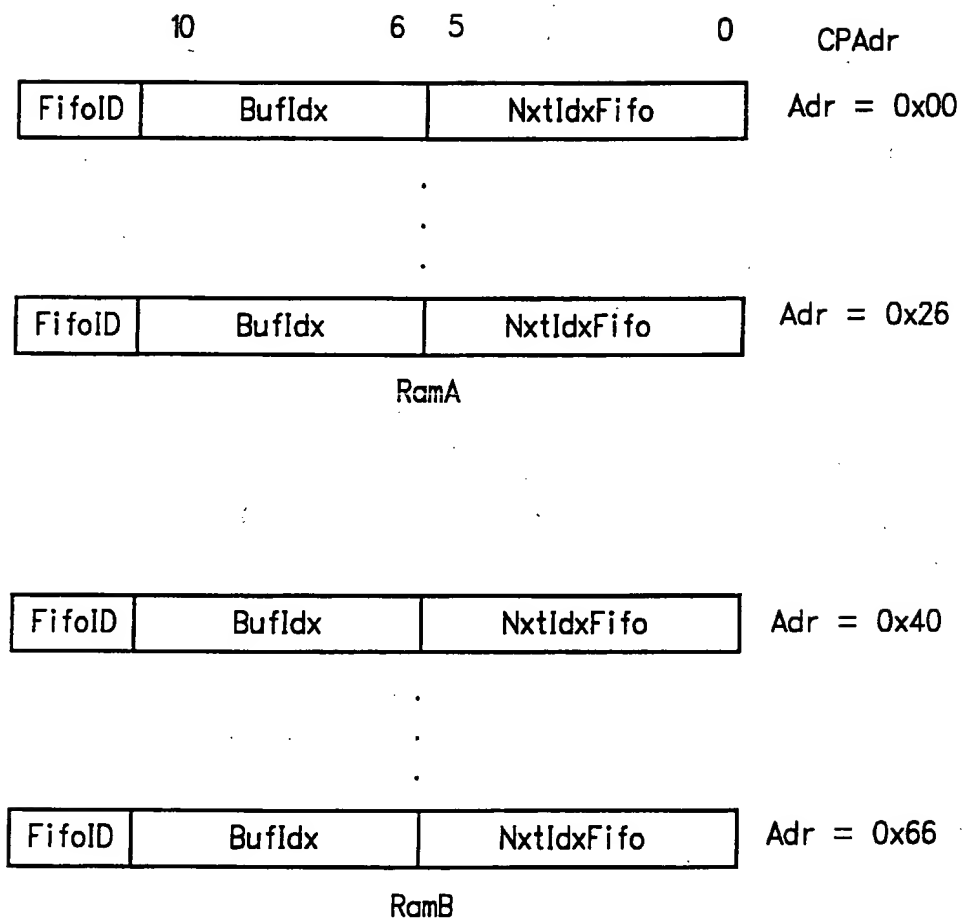 10 6 5 0 CPAdr
FifoID BufIdx NxtIdxFifo Adr = 0x00
FifoID BufIdx NxtIdxFifo Adr = 0x26
RamA
FifoID BufIdx NxtIdxFifo Adr = 0x40
FifoID BufIdx NxtIdxFifo Adr = 0x66
RamB